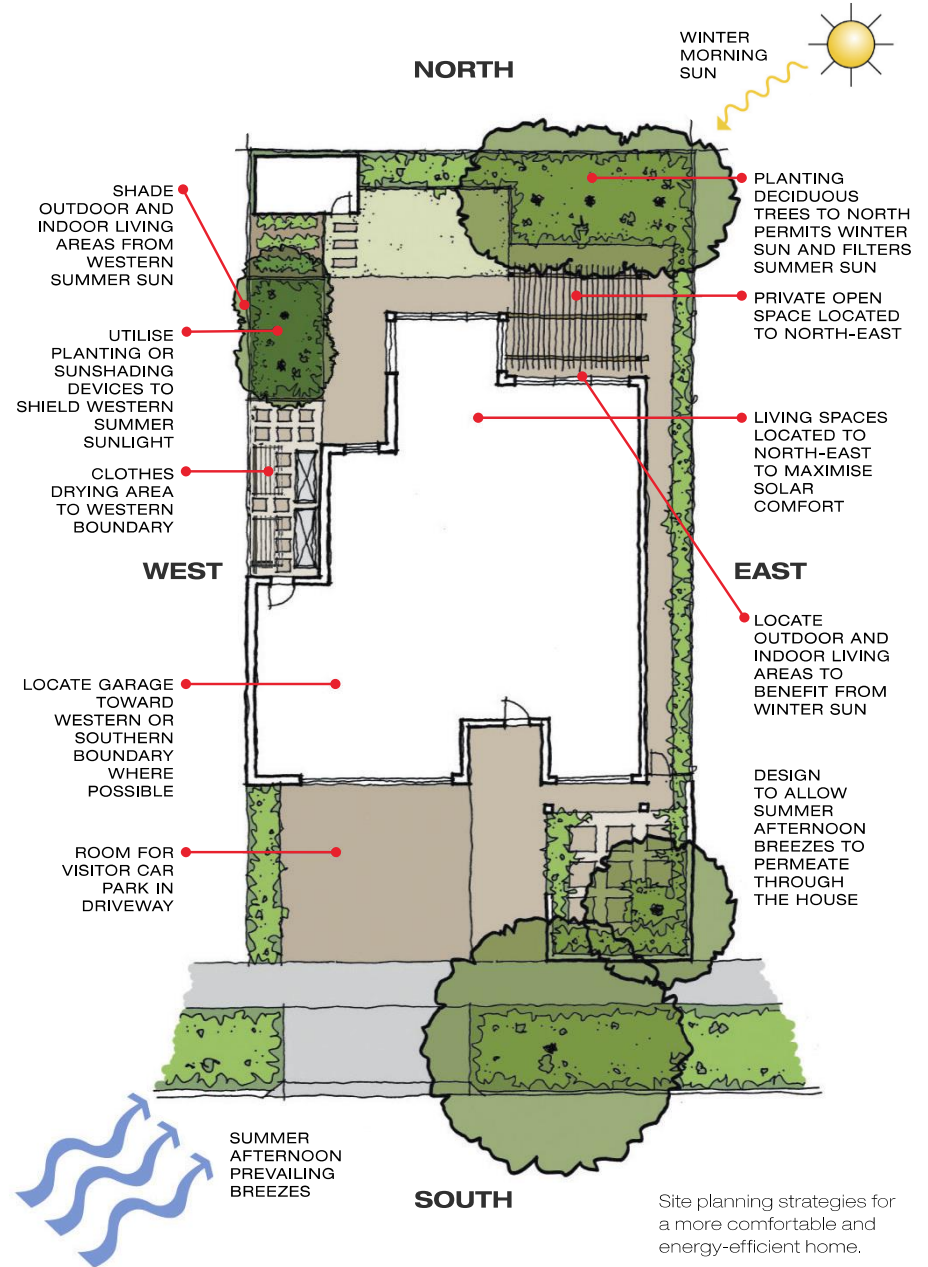 WINTER
MORNING
SUN
NORTH
SHADE
OUTDOOR AND
INDOOR LIVING
AREAS FROM
WESTERN
SUMMER SUN
UTILISE
PLANTING OR
SUNSHADING
DEVICES TO
SHIELD WESTERN
SUMMER
SUNLIGHT
CLOTHES
DRYING AREA
TO WESTERN
BOUNDARY
WEST
LOCATE GARAGE
TOWARD
WESTERN OR
SOUTHERN
BOUNDARY
WHERE
POSSIBLE
ROOM FOR
VISITOR CAR
PARK IN
DRIVEWAY
PLANTING
DECIDUOUS
TREES TO NORTH
PERMITS WINTER
SUN AND FILTERS
SUMMER SUN
PRIVATE OPEN
SPACE LOCATED
TO NORTH-EAST
LIVING SPACES
LOCATED TO
NORTH-EAST
TO MAXIMISE
SOLAR
COMFORT
EAST
LOCATE
OUTDOOR AND
INDOOR LIVING
AREAS TO
BENEFIT FROM
WINTER SUN
DESIGN
TO ALLOW
SUMMER
AFTERNOON
BREEZES TO
PERMEATE
THROUGH
THE HOUSE
SUMMER
AFTERNOON
PREVAILING
BREEZES
SOUTH
Site planning strategies for
a more comfortable and
energy-efficient home.